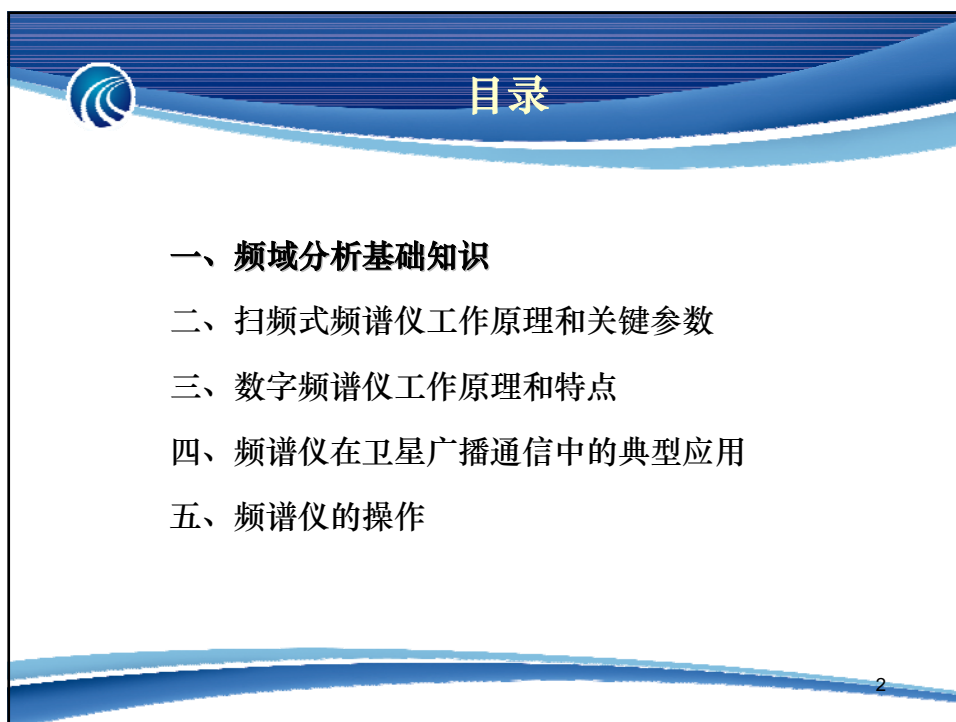 目录
一、频域分析基础知识
二、扫频式频谱仪工作原理和关键参数
三、数字频谱仪工作原理和特点
四、频谱仪在卫星广播通信中的典型应用
五、频谱仪的操作
2